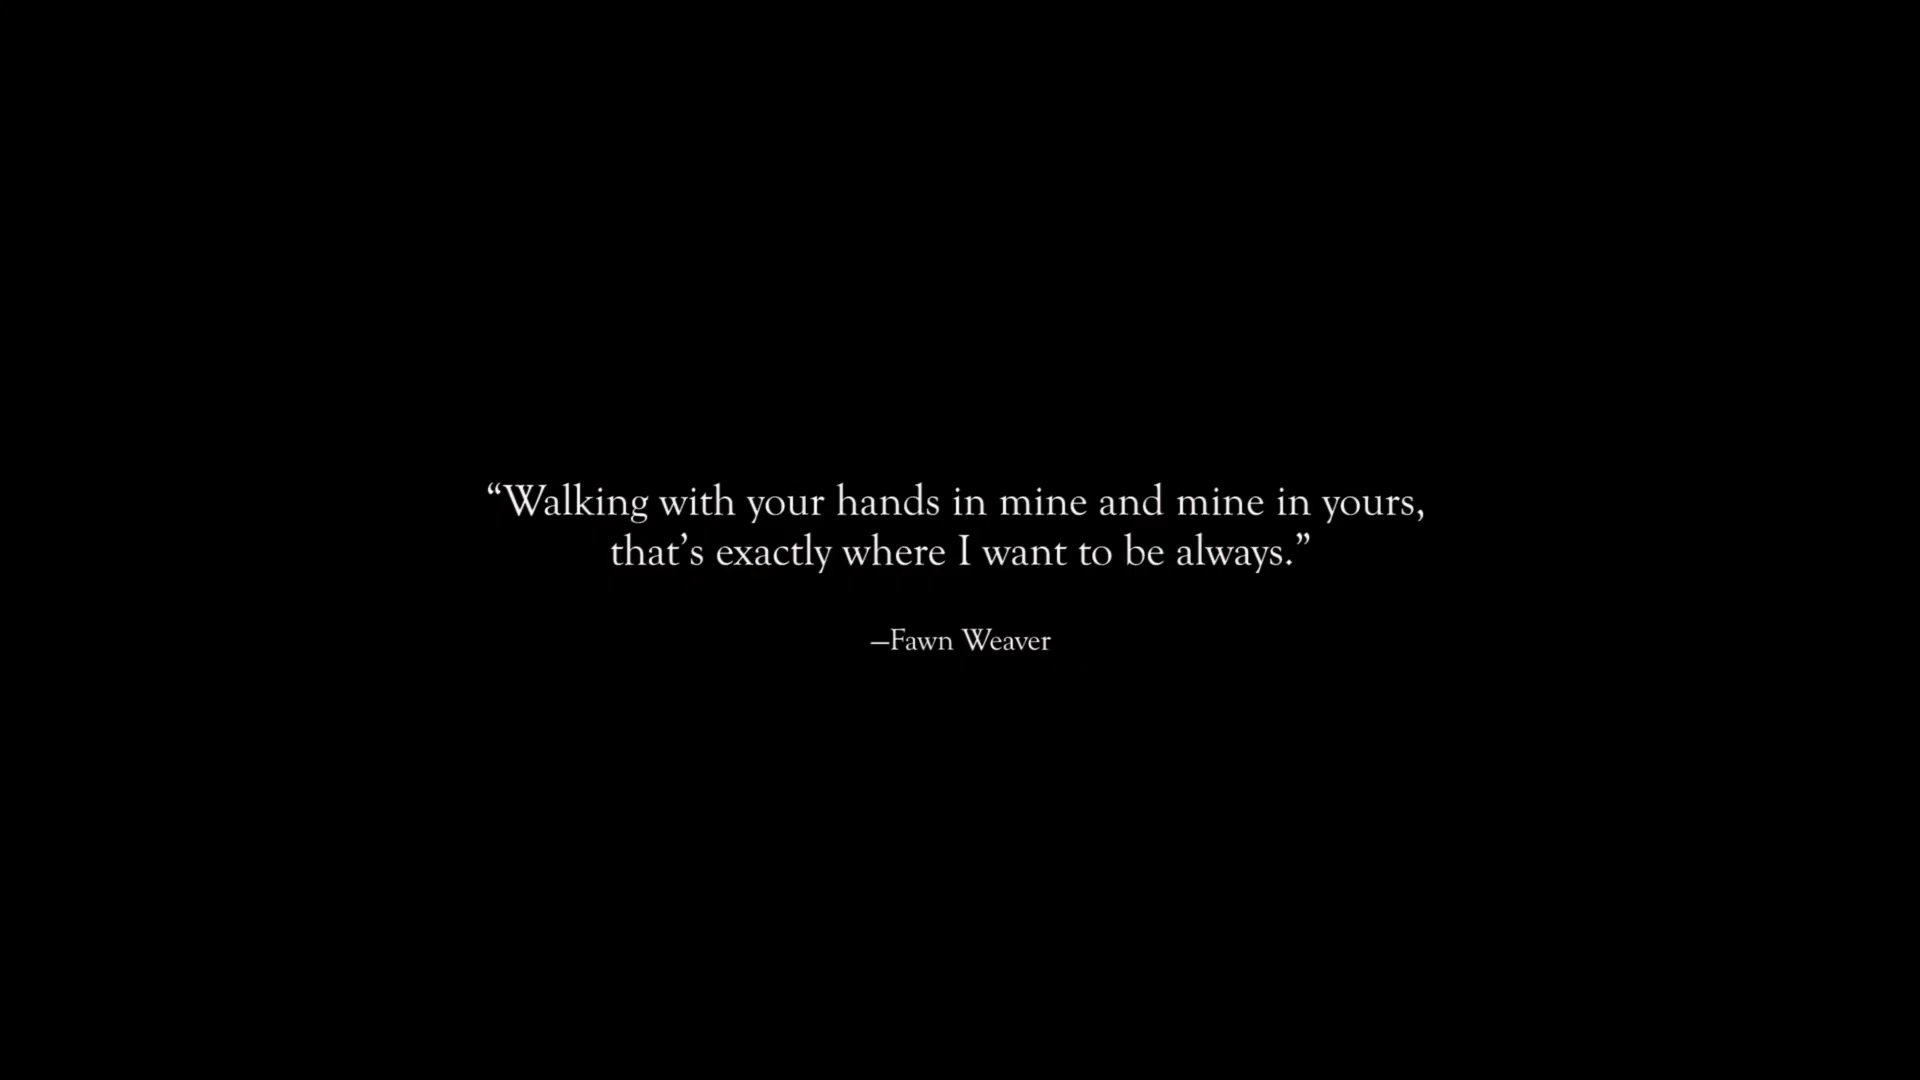 “Walking with your hands in mine and mine in yours,
that’s exactly where I want to be always.”
—Fawn Weaver